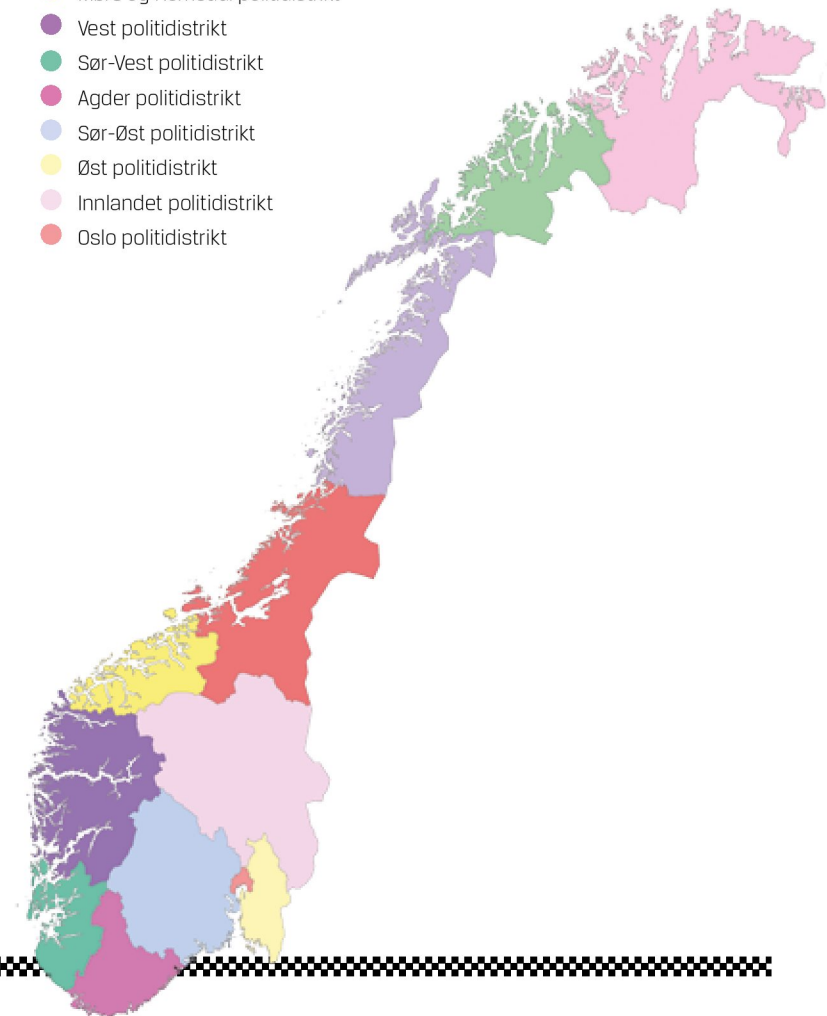 Vest politidistrikt
Sør-Vest politidistrikt
Agder politidistrikt
Sør-Øst politidistrikt
Øst politidistrikt
Innlandet politidistrikt
Oslo politidistrikt